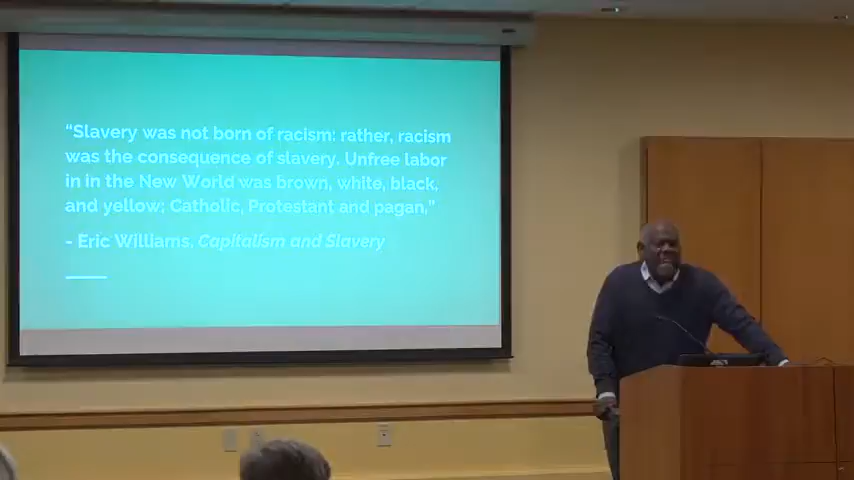 “Slavery was not born of racism: rather, racism
was the consequence of slavery. Unfree labor
in in the New World was brown, white, black,
and yellow; Catholic, Protestant and pagan,”
- Eric Williams, Capitalism and Slavery